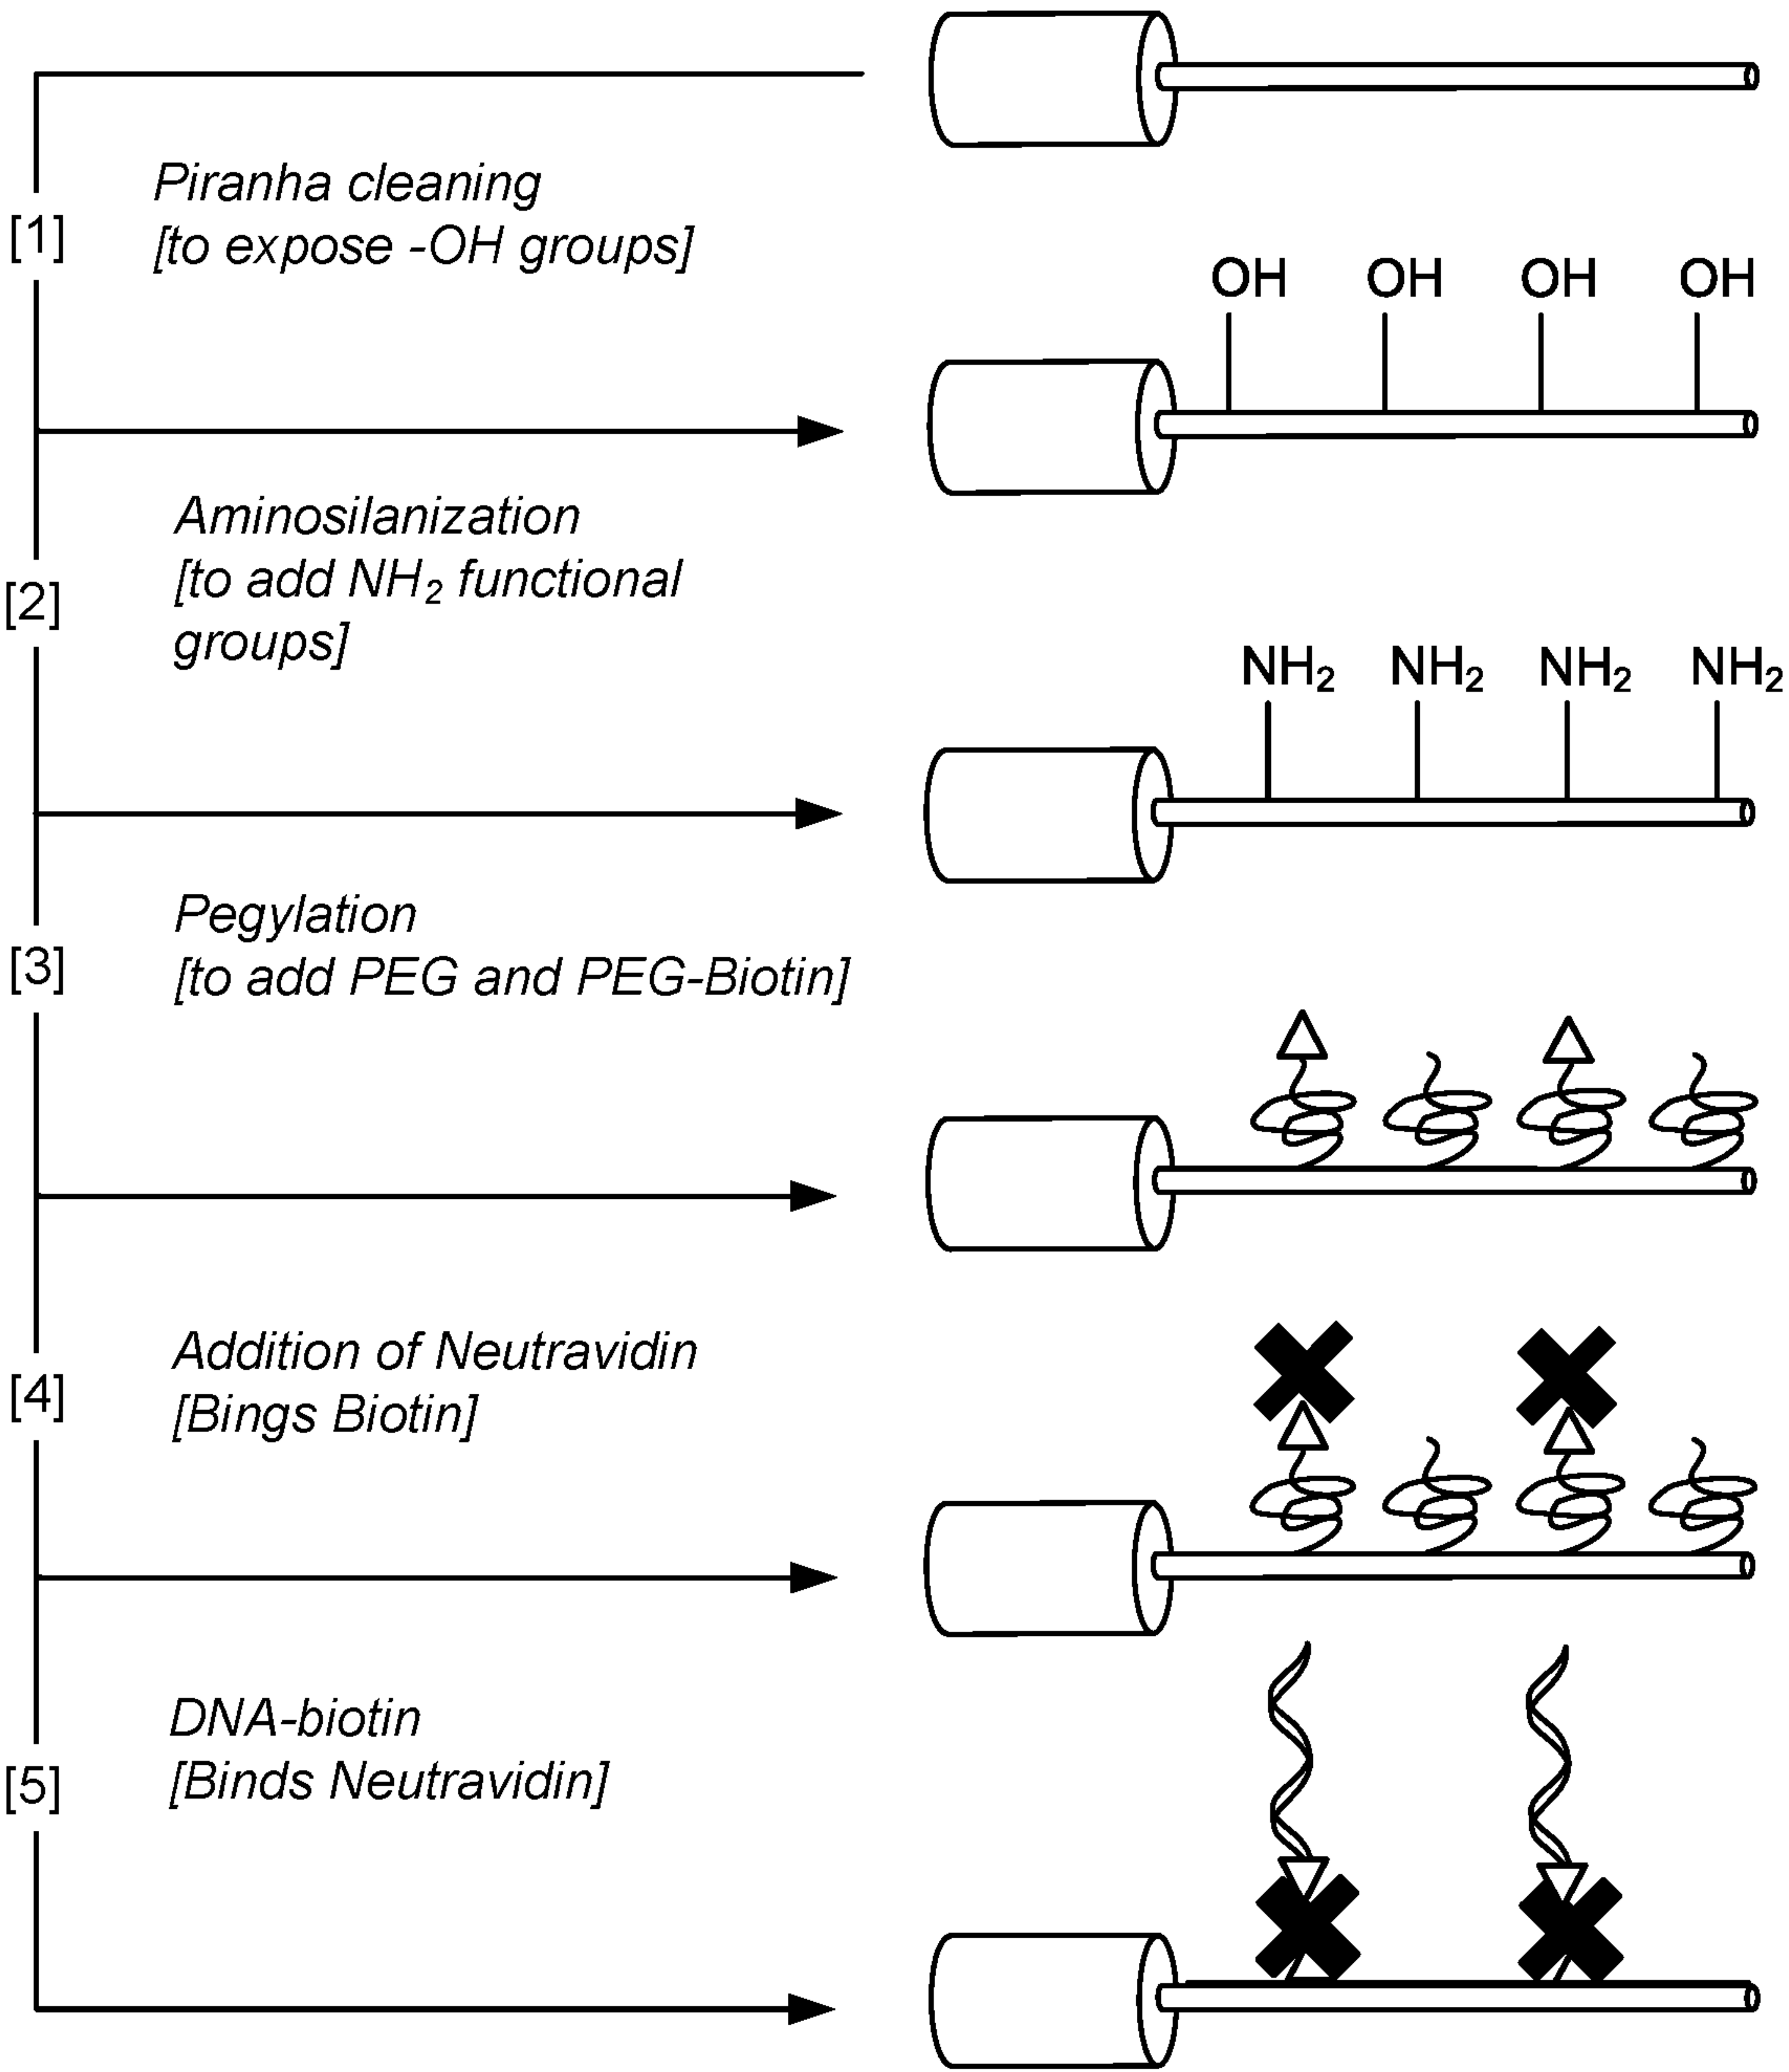 Piranha cleaning
[1] [to expose -OH groups]
OH OH OH OH
Aminosilanization
[2] [to add NH₂ functional
groups]
NH₂ NH₂ NH₂ NH₂
Pegylation
[3] [to add PEG and PEG-Biotin]
Addition of Neutravidin
[4] [Bings Biotin]
DNA-biotin
[5] [Binds Neutravidin]